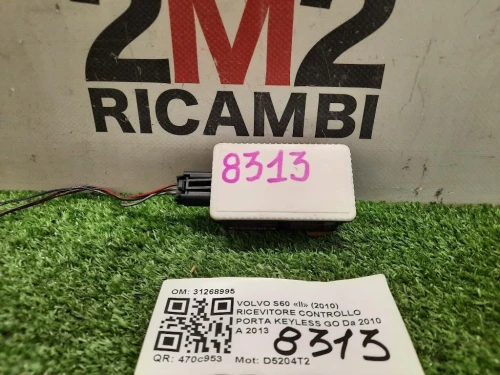 2M2
RICAMBI
8313
OM: 31268995
VOLVO S60 «II» (2010)
RICEVITORE CONTROLLO
PORTA KEYLESS GO Da 2010
A 2013
8313
QR: 470c953 Mot: D5204T2